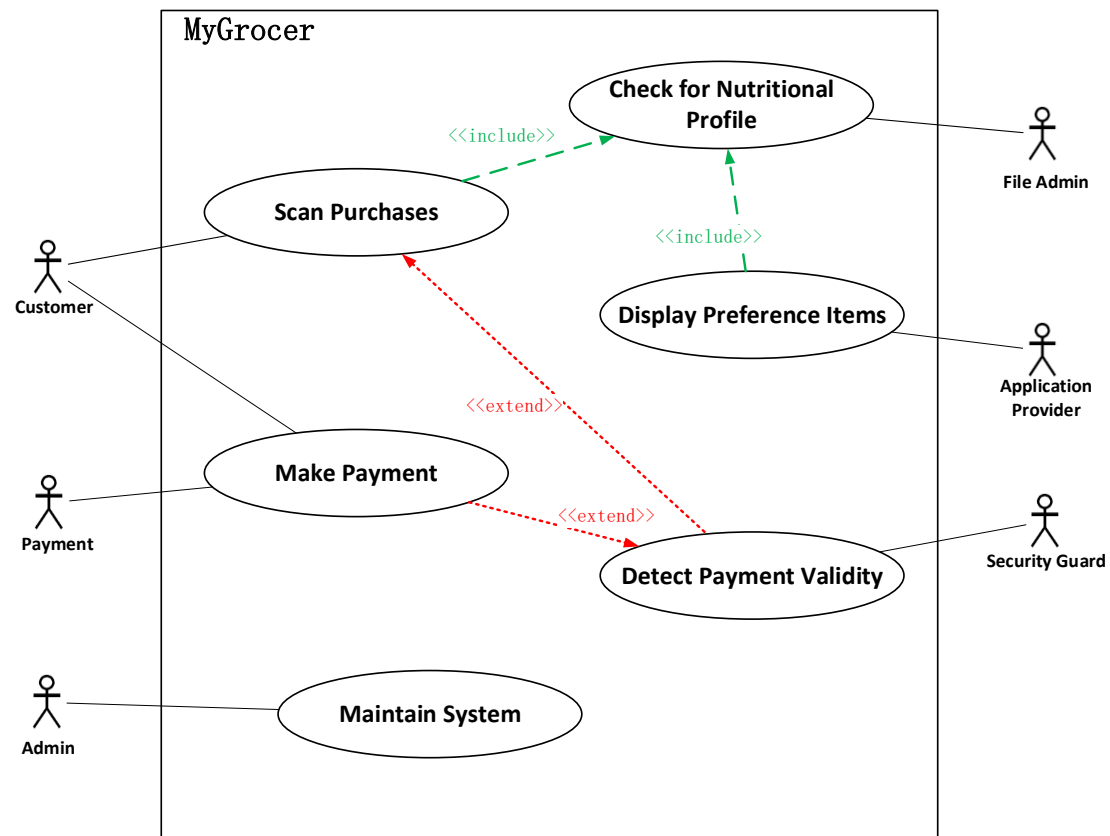 MyGrocer
Check for Nutritional
Profile
<<include>>
File Admin
Scan Purchases
<<include>>
Customer
Display Preference Items
Application
Provider
<<extend>>
Make Payment
<<extend>>
Payment
Security Guard
Detect Payment Validity
Maintain System
Admin